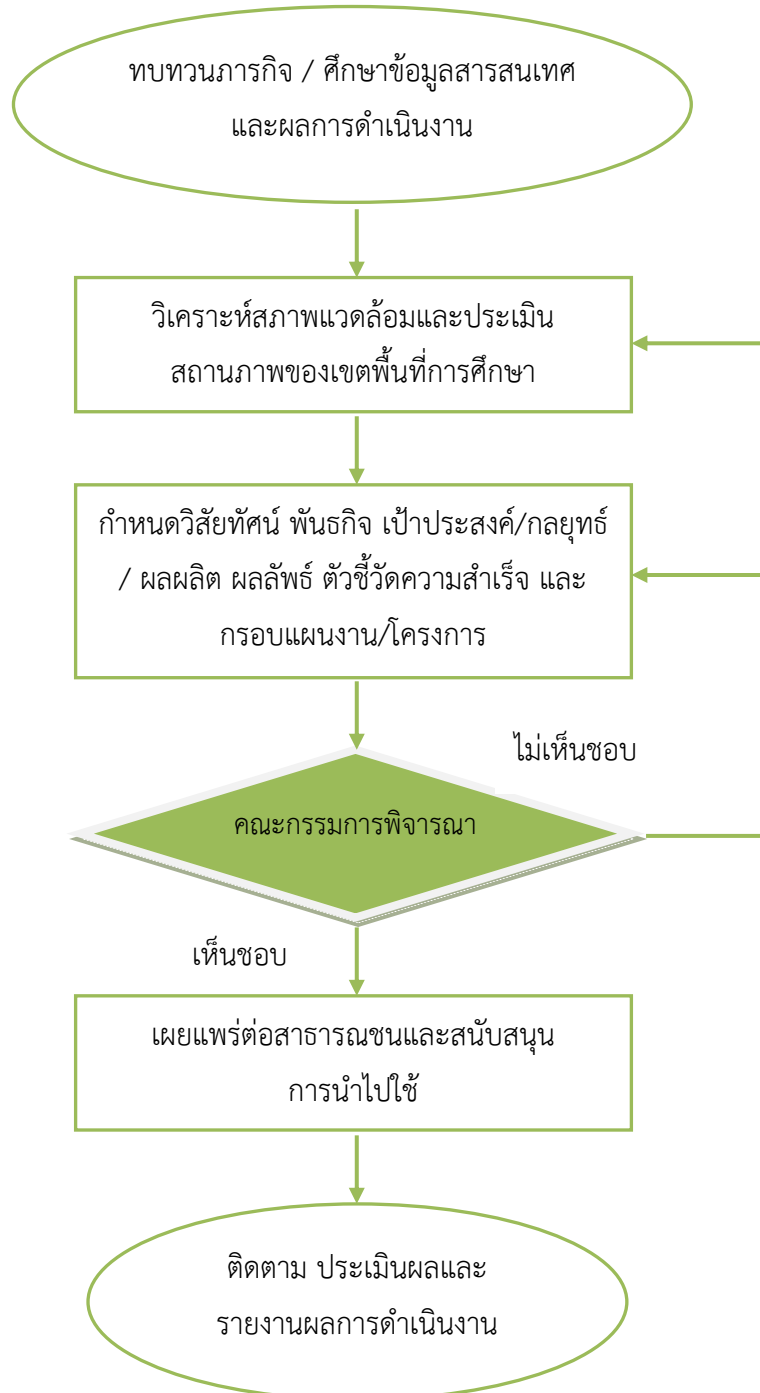 ทบทวนภารกิจ / ศึกษาข้อมูลสารสนเทศ
และผลการดำเนินงาน
วิเคราะห์สภาพแวดล้อมและประเมิน
สถานภาพของเขตพื้นที่การศึกษา
กำหนดวิสัยทัศน์ พันธกิจ เป้าประสงค์/กลยุทธ์
/ ผลผลิต ผลลัพธ์ ตัวชี้วัดความสำเร็จ และ
กรอบแผนงาน/โครงการ
ไม่เห็นชอบ
คณะกรรมการพิจารณา
เห็นชอบ
เผยแพร่ต่อสาธารณชนและสนับสนุน
การนำไปใช้
ติดตาม ประเมินผลและ
รายงานผลการดำเนินงาน